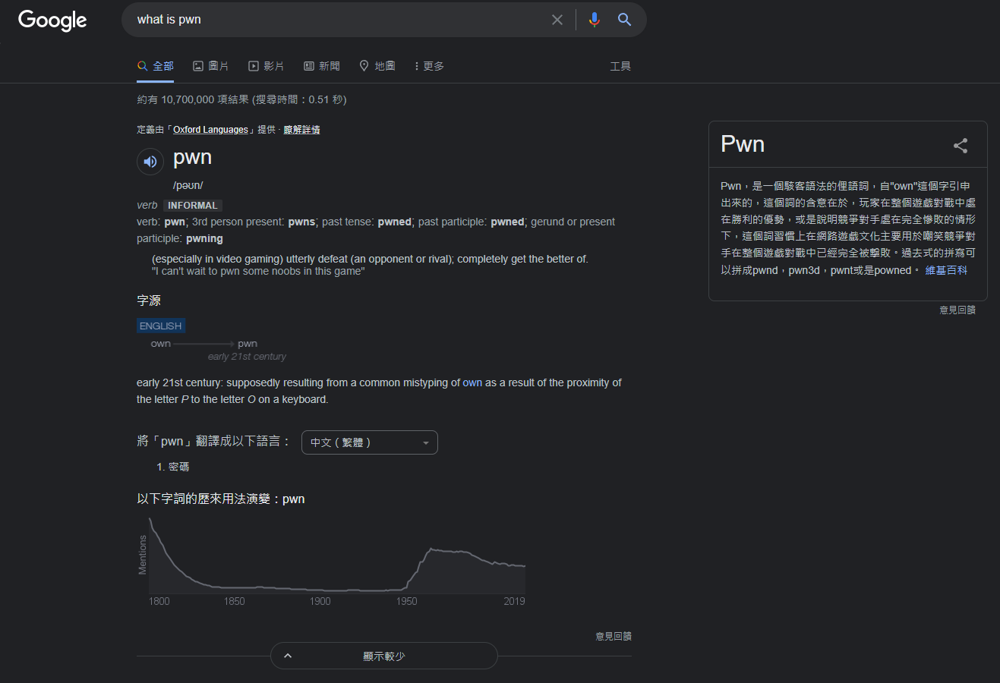 Google
what is pwn
全部 圖片 影片 新聞 地圖 更多 工具
約有 10,700,000 項結果 (搜尋時間：0.51 秒)
定義由「Oxford Languages」提供 · 瞭解詳情
pwn
/pəʊn/
verb INFORMAL
verb: pwn; 3rd person present: pwns; past tense: pwned; past participle: pwned; gerund or present
participle: pwning
(especially in video gaming) utterly defeat (an opponent or rival); completely get the better of.
"I can't wait to pwn some noobs in this game"
字源
ENGLISH
own pwn
early 21st century
early 21st century: supposedly resulting from a common mistyping of own as a result of the proximity of
the letter P to the letter O on a keyboard.
將「pwn」翻譯成以下語言： 中文（繁體）
1. 密碼
以下字詞的歷來用法演變：pwn
Mentions
1800 1850 1900 1950 2019
意見回饋
顯示較少
Pwn
Pwn，是一個駭客語法的俚語詞，自"own"這個字引申
出來的，這個詞的含意在於，玩家在整個遊戲對戰中處
在勝利的優勢，或是說明競爭對手處在完全慘敗的情形
下，這個詞習慣上在網路遊戲文化主要用於嘲笑競爭對
手在整個遊戲對戰中已經完全被擊敗。過去式的拼寫可
以拼成pwnd，pwn3d，pwnt或是powned。 維基百科
意見回饋